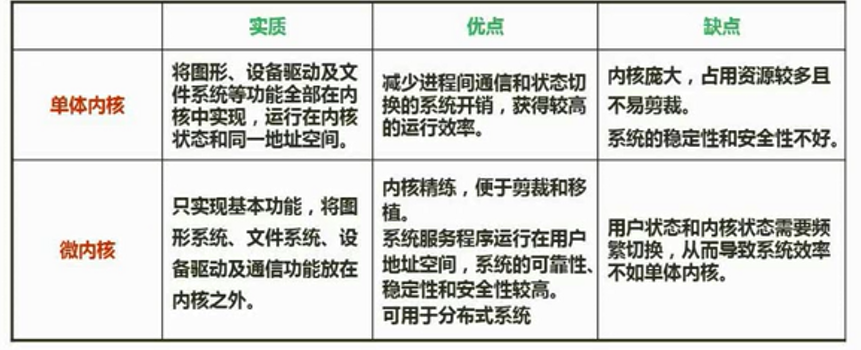 实质
优点
缺点
单体内核
将图形、设备驱动及文
件系统等功能全部在内
核中实现，运行在内核
状态和同一地址空间。
减少进程间通信和状态切
换的系统开销，获得较高
的运行效率。
内核庞大，占用资源较多且
不易剪裁。
系统的稳定性和安全性不好。
微内核
只实现基本功能，将图
形系统、文件系统、设
备驱动及通信功能放在
内核之外。
内核精练，便于剪裁和移
植。
系统服务程序运行在用户
地址空间，系统的可靠性、
稳定性和安全性较高。
可用于分布式系统
用户状态和内核状态需要频
繁切换，从而导致系统效率
不如单体内核。